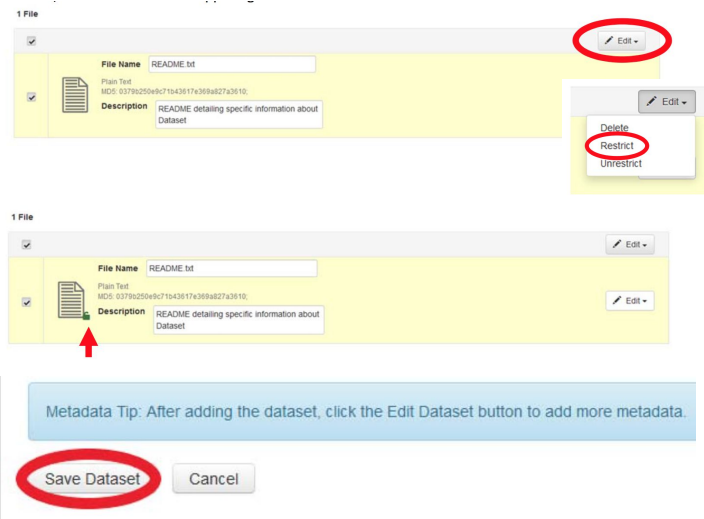 1 File
Edit
File Name README.txt
Plain Text
MD5: 0379b250e9c71b43617e369a827a3610;
Description README detailing specific information about
Dataset
Edit
Delete
Restrict
Unrestrict
1 File
Edit
File Name README.txt
Plain Text
MD5: 0379b250e9c71b43617e369a827a3610;
Edit
Description README detailing specific information about
Dataset
Metadata Tip: After adding the dataset, click the Edit Dataset button to add more metadata.
Save Dataset Cancel